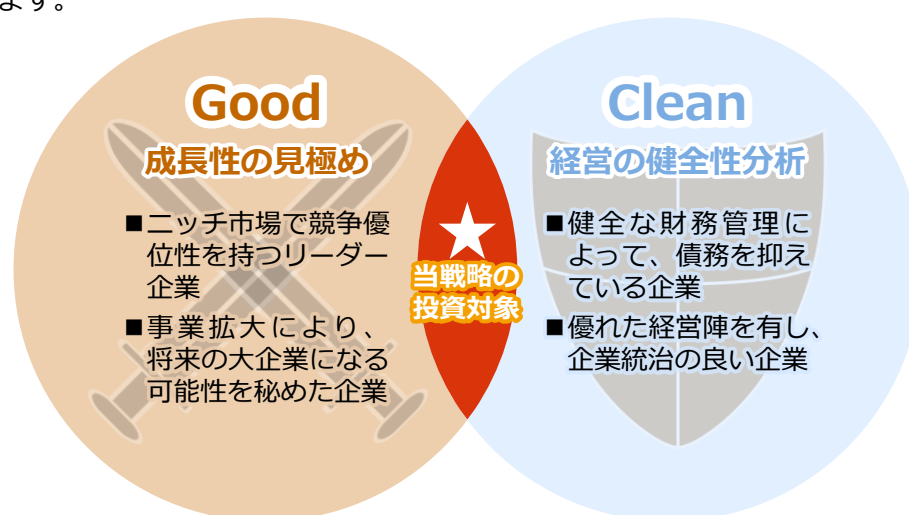 ます。
Good
成長性の見極め
■ニッチ市場で競争優
位性を持つリーダー
企業
■事業拡大により、
将来の大企業になる
可能性を秘めた企業
当戦略の
投資対象
Clean
経営の健全性分析
■健全な財務管理に
よって、債務を抑え
ている企業
■優れた経営陣を有し、
企業統治の良い企業